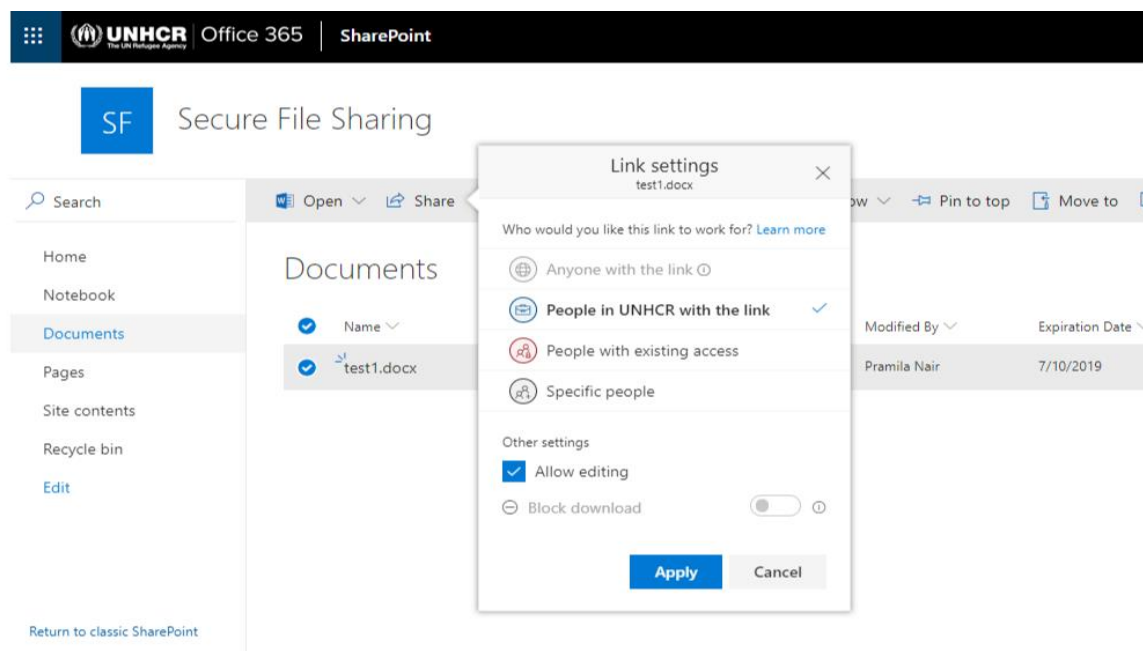 UNHCR
The UN Refugee Agency
Office 365
SharePoint
SF
Secure File Sharing
Search
Open
Share
Pin to top
Move to
Link settings
test1.docx
Who would you like this link to work for? Learn more
Anyone with the link
People in UNHCR with the link
People with existing access
Specific people
Other settings
Allow editing
Block download
Apply Cancel
Home
Notebook
Documents
Pages
Site contents
Recycle bin
Edit
Return to classic SharePoint
Documents
Name Modified By Expiration Date
test1.docx Pramila Nair 7/10/2019